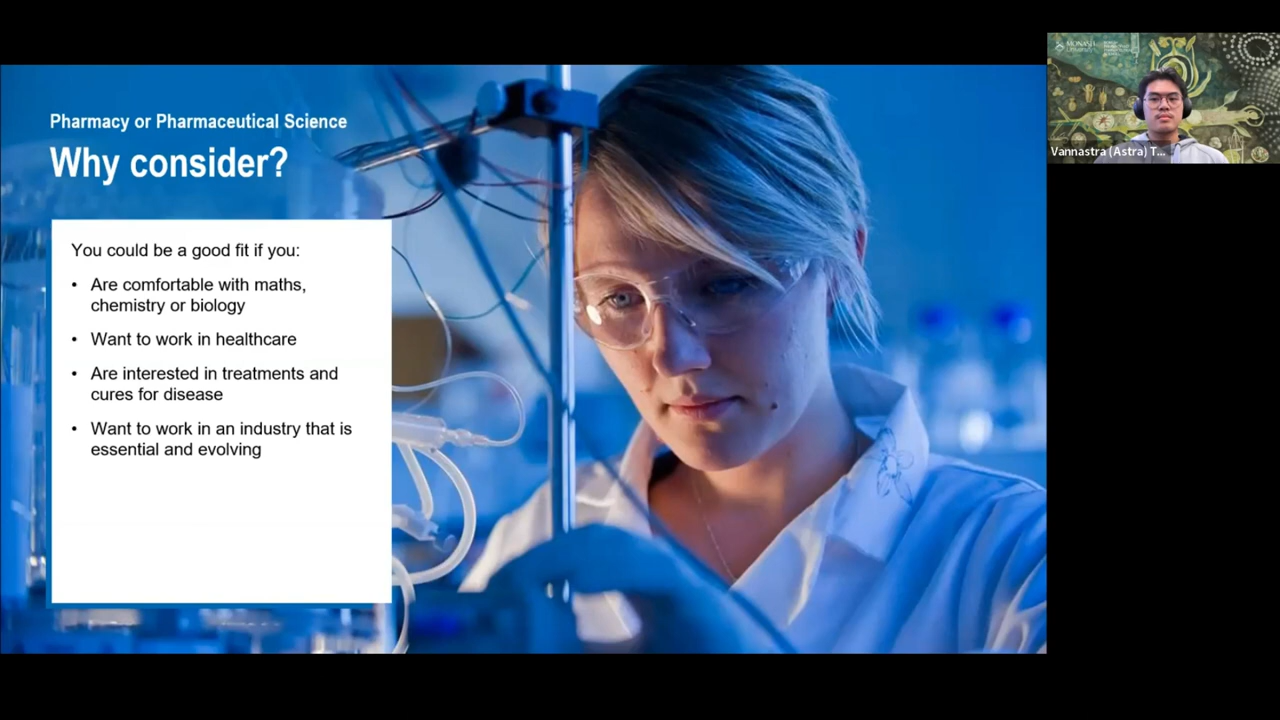 Pharmacy or Pharmaceutical Science
Why consider?
You could be a good fit if you:
• Are comfortable with maths,
chemistry or biology
• Want to work in healthcare
• Are interested in treatments and
cures for disease
• Want to work in an industry that is
essential and evolving
MONASH
Vannastra (Astra) T...